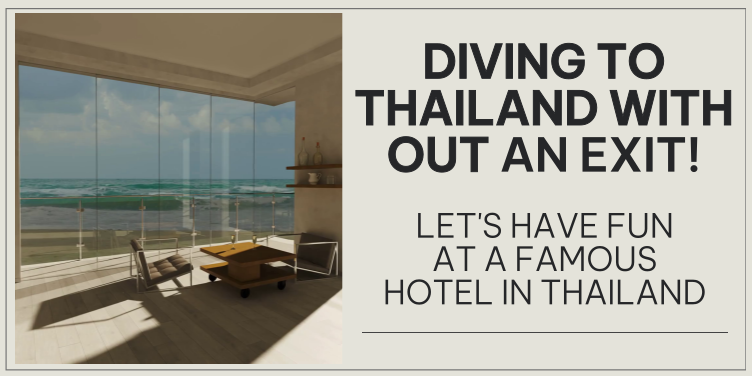 DIVING TO
THAILAND WITH
OUT AN EXIT!
LET'S HAVE FUN
AT A FAMOUS
HOTEL IN THAILAND